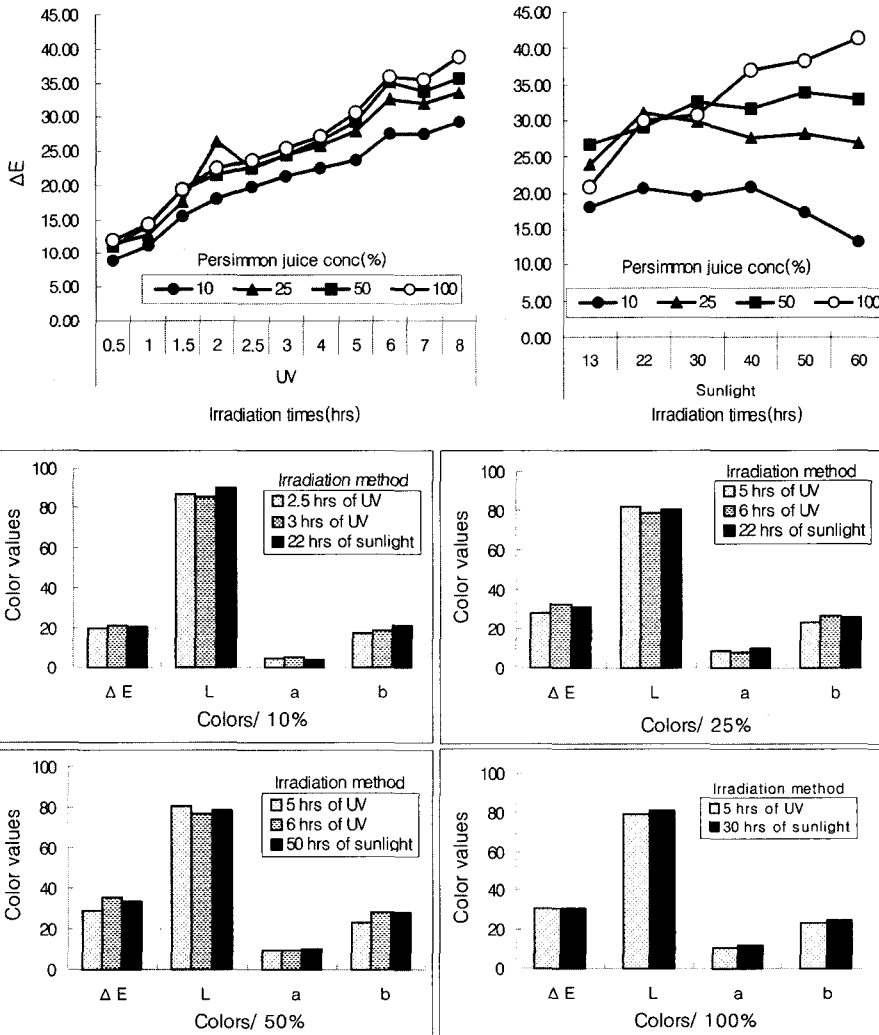 ΔE
45.00
40.00
35.00
30.00
25.00
20.00
15.00
10.00
5.00
0.00
Persimmon juice conc(%)
10 25 50 100
0.5 1 1.5 2 2.5 3 4 5 6 7 8
UV
Irradiation times(hrs)
45.00
40.00
35.00
30.00
25.00
20.00
15.00
10.00
5.00
0.00
Persimmon juice conc(%)
10 25 50 100
13 22 30 40 50 60
Sunlight
Irradiation times(hrs)
Color values
100
80
60
40
20
0
Irradiation method
2.5 hrs of UV
3 hrs of UV
22 hrs of sunlight
Δ E L a b
Colors/ 10%
Color values
100
80
60
40
20
0
Irradiation method
5 hrs of UV
6 hrs of UV
22 hrs of sunlight
Δ E L a b
Colors/ 25%
Color values
100
80
60
40
20
0
Irradiation method
5 hrs of UV
6 hrs of UV
50 hrs of sunlight
Δ E L a b
Colors/ 50%
Color values
100
80
60
40
20
0
Irradiation method
5 hrs of UV
30 hrs of sunlight
Δ E L a b
Colors/ 100%